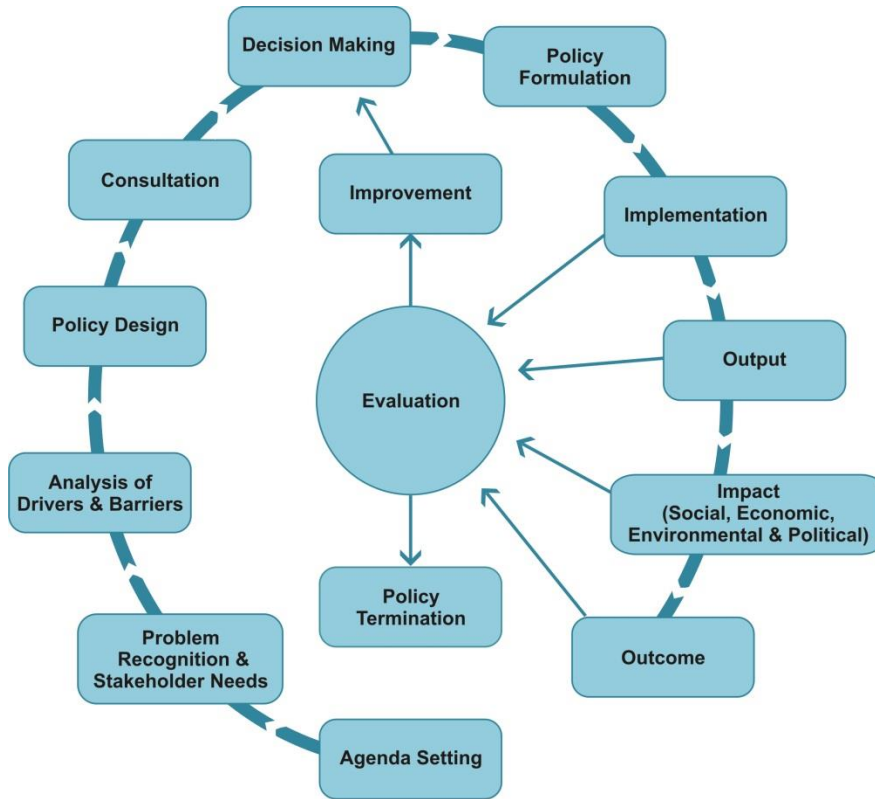 Decision Making
Policy
Formulation
Consultation
Improvement
Implementation
Policy Design
Output
Evaluation
Analysis of
Drivers & Barriers
Impact
(Social, Economic,
Environmental & Political)
Policy
Termination
Problem
Recognition &
Stakeholder Needs
Outcome
Agenda Setting